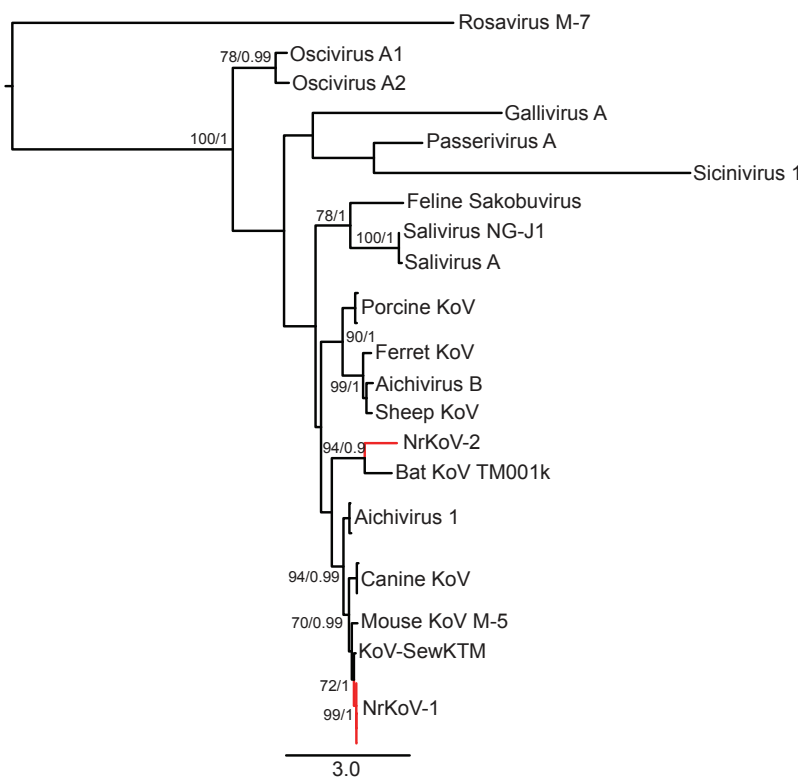 Rosavirus M-7
78/0.99
Oscivirus A1
Oscivirus A2
Gallivirus A
100/1
Passerivirus A
Sicinivirus 1
Feline Sakobuvirus
78/1
Salivirus NG-J1
100/1
Salivirus A
Porcine KoV
90/1
Ferret KoV
99/1
Aichivirus B
Sheep KoV
NrKoV-2
94/0.9
Bat KoV TM001k
Aichivirus 1
94/0.99
Canine KoV
70/0.99
Mouse KoV M-5
KoV-SewKTM
72/1
NrKoV-1
99/1
3.0